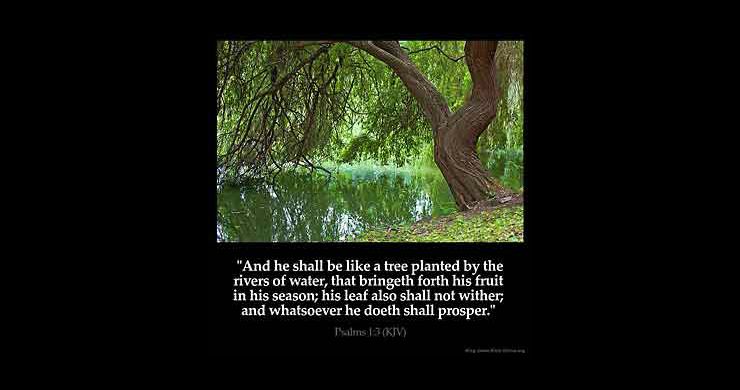 "And he shall be like a tree planted by the
rivers of water, that bringeth forth his fruit
in his season; his leaf also shall not wither;
and whatsoever he doeth shall prosper."
Psalms 1:3 (KJV)